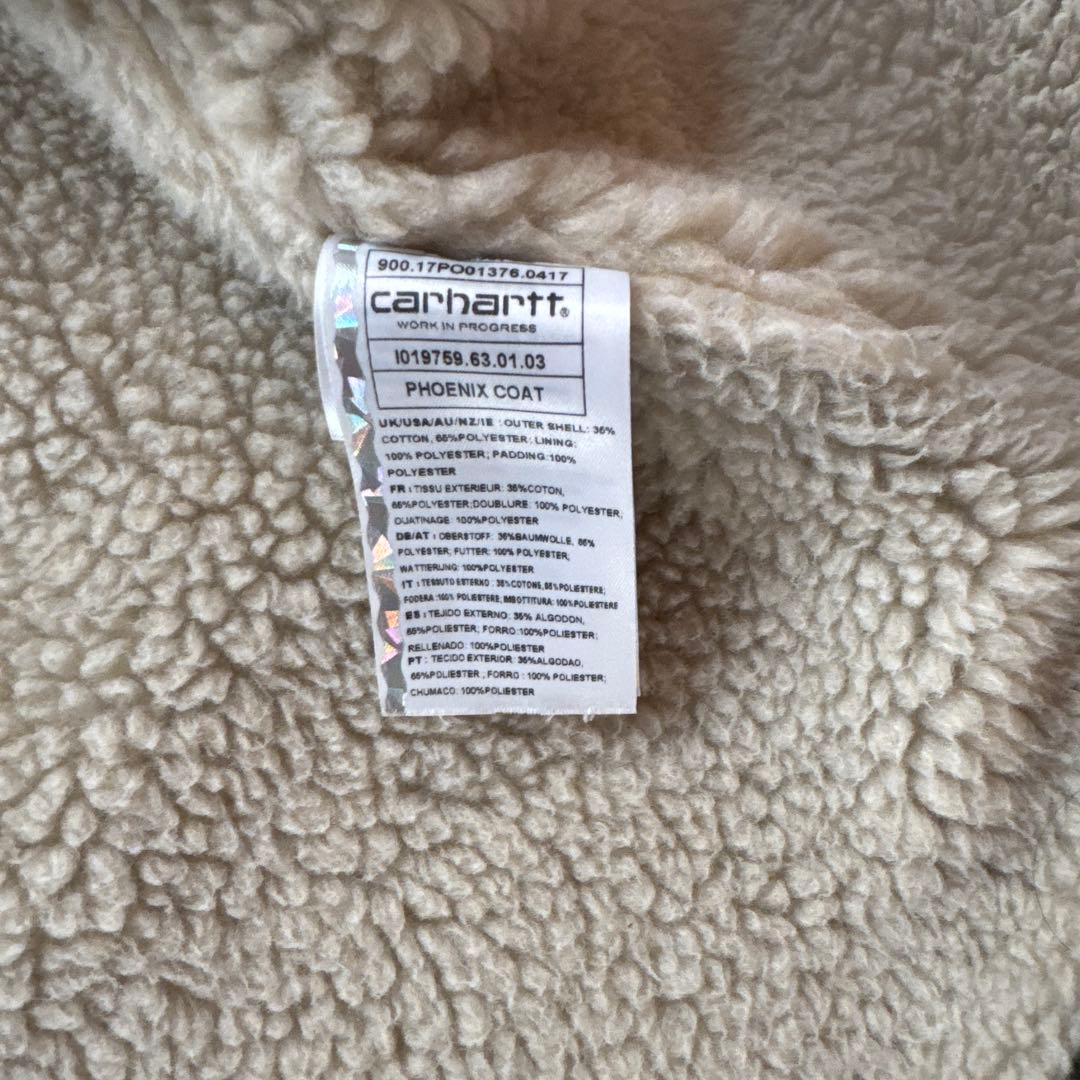 900.17PO01376.0417
carhartt®
WORK IN PROGRESS
I019759.63.01.03
PHOENIX COAT
UK/USA/AU/NZ/IE : OUTER SHELL: 35%
COTTON, 65%POLYESTER; LINING:
100% POLYESTER; PADDING:100%
POLYESTER
FR : TISSU EXTERIEUR: 35%COTON,
65%POLYESTER;DOUBLURE: 100% POLYESTER;
OUATINAGE: 100%POLYESTER
DE/AT : OBERSTOFF: 35%BAUMWOLLE, 65%
POLYESTER; FUTTER: 100% POLYESTER;
WATTIERUNG: 100%POLYESTER
IT : TESSUTO ESTERNO : 35%COTONE,65%POLIESTERE;
FODERA :100% POLIESTERE; IMBOTTITURA: 100%POLIESTERE
ES : TEJIDO EXTERNO: 35% ALGODON,
65%POLIESTER; FORRO:100%POLIESTER;
RELLENADO: 100%POLIESTER
PT : TECIDO EXTERIOR: 35%ALGODAO,
65%POLIESTER ; FORRO : 100% POLIESTER;
CHUMACO: 100%POLIESTER